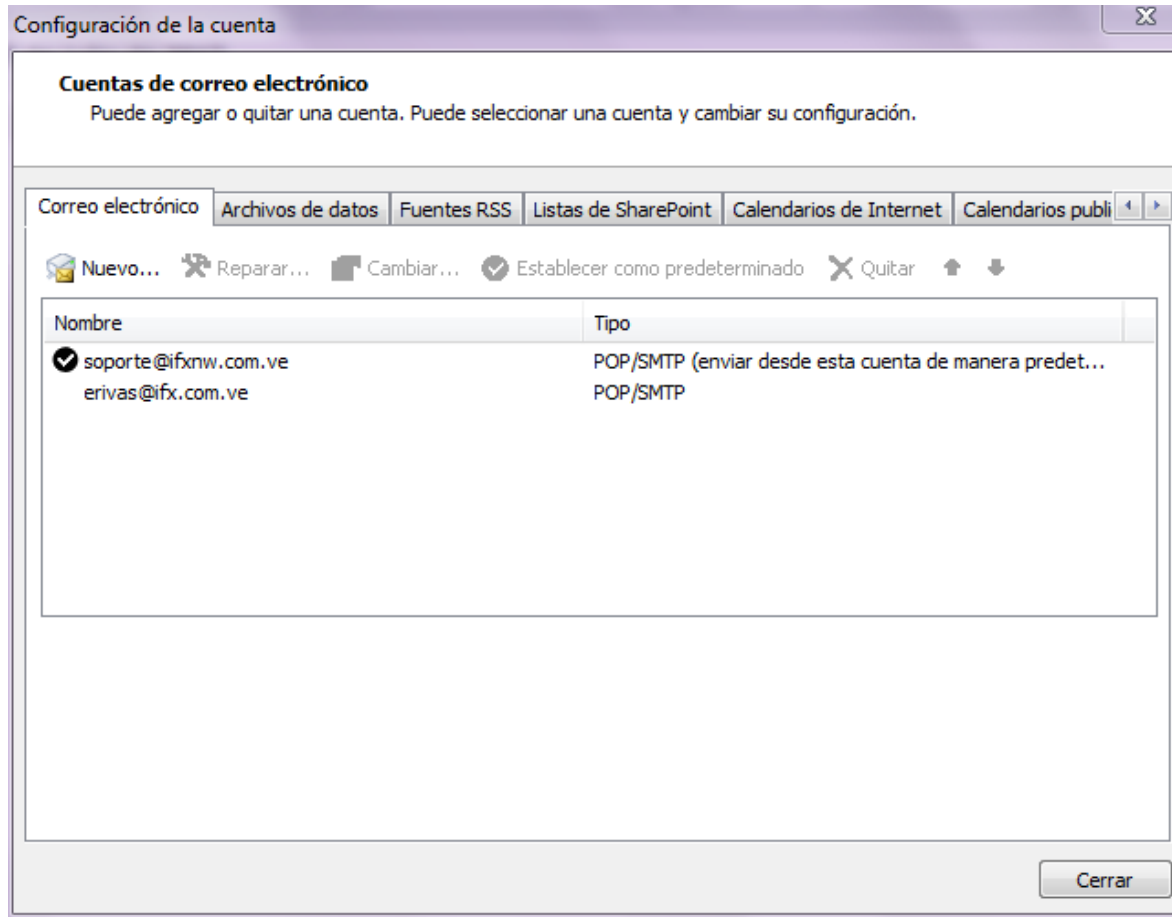 Configuración de la cuenta
Cuentas de correo electrónico
Puede agregar o quitar una cuenta. Puede seleccionar una cuenta y cambiar su configuración.
Correo electrónico Archivos de datos Fuentes RSS Listas de SharePoint Calendarios de Internet Calendarios publi
Nuevo... Reparar... Cambiar... Establecer como predeterminado Quitar
Nombre Tipo
soporte@ifxnw.com.ve POP/SMTP (enviar desde esta cuenta de manera predet...
erivas@ifx.com.ve POP/SMTP
Cerrar